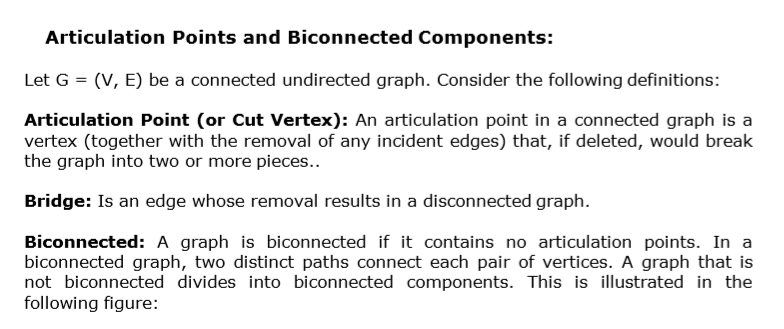 Articulation Points and Biconnected Components:
Let G = (V, E) be a connected undirected graph. Consider the following definitions:
Articulation Point (or Cut Vertex): An articulation point in a connected graph is a
vertex (together with the removal of any incident edges) that, if deleted, would break
the graph into two or more pieces..
Bridge: Is an edge whose removal results in a disconnected graph.
Biconnected: A graph is biconnected if it contains no articulation points. In a
biconnected graph, two distinct paths connect each pair of vertices. A graph that is
not biconnected divides into biconnected components. This is illustrated in the
following figure: